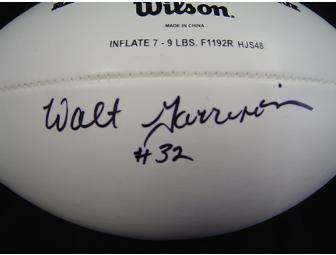 Wilson
MADE IN CHINA
INFLATE 7 - 9 LBS. F1192R HJS48
Walt Garrison
#32